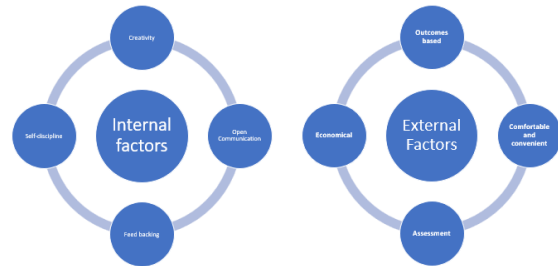 Creativity
Self-discipline
Internal
factors
Open
Communication
Feed backing
Outcomes
based
Economical
External
Factors
Comfortable
and
convenient
Assessment